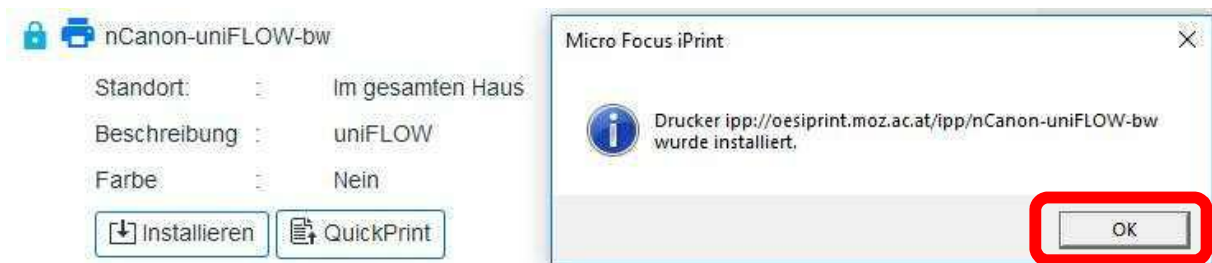 nCanon-uniFLOW-bw
Standort: : Im gesamten Haus
Beschreibung : uniFLOW
Farbe : Nein
Installieren QuickPrint
Micro Focus iPrint
Drucker ipp://oesiprint.moz.ac.at/ipp/nCanon-uniFLOW-bw
wurde installiert.
OK